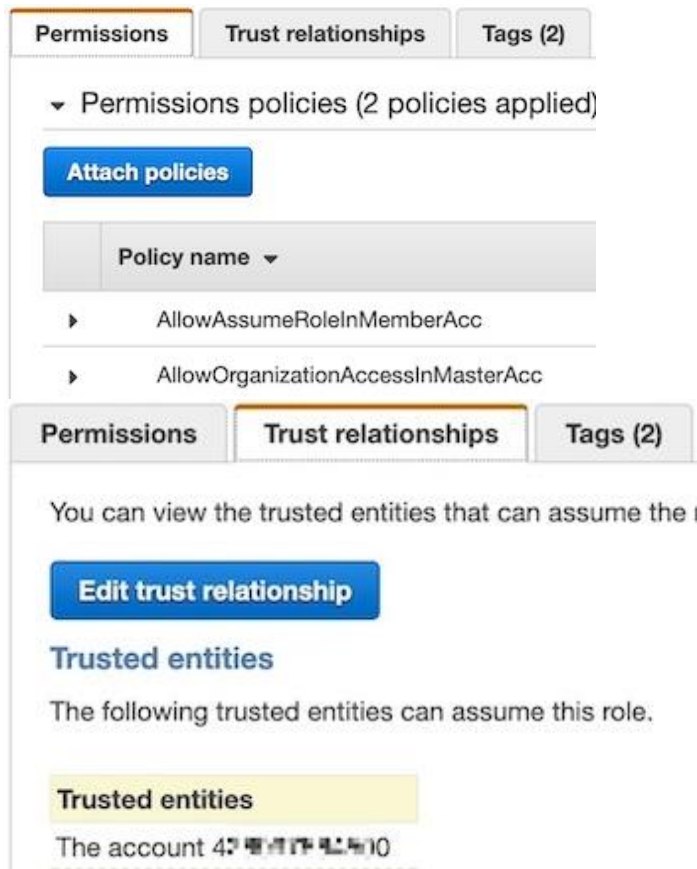 Permissions Trust relationships Tags (2)
Permissions policies (2 policies applied)
Attach policies
Policy name
AllowAssumeRoleInMemberAcc
AllowOrganizationAccessInMasterAcc
Permissions Trust relationships Tags (2)
You can view the trusted entities that can assume the
Edit trust relationship
Trusted entities
The following trusted entities can assume this role.
Trusted entities
The account